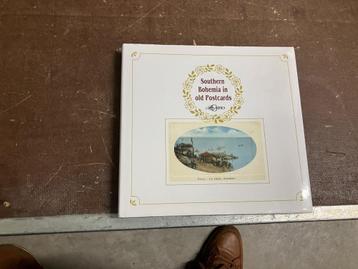 Southern
Bohemia in
old Postcards